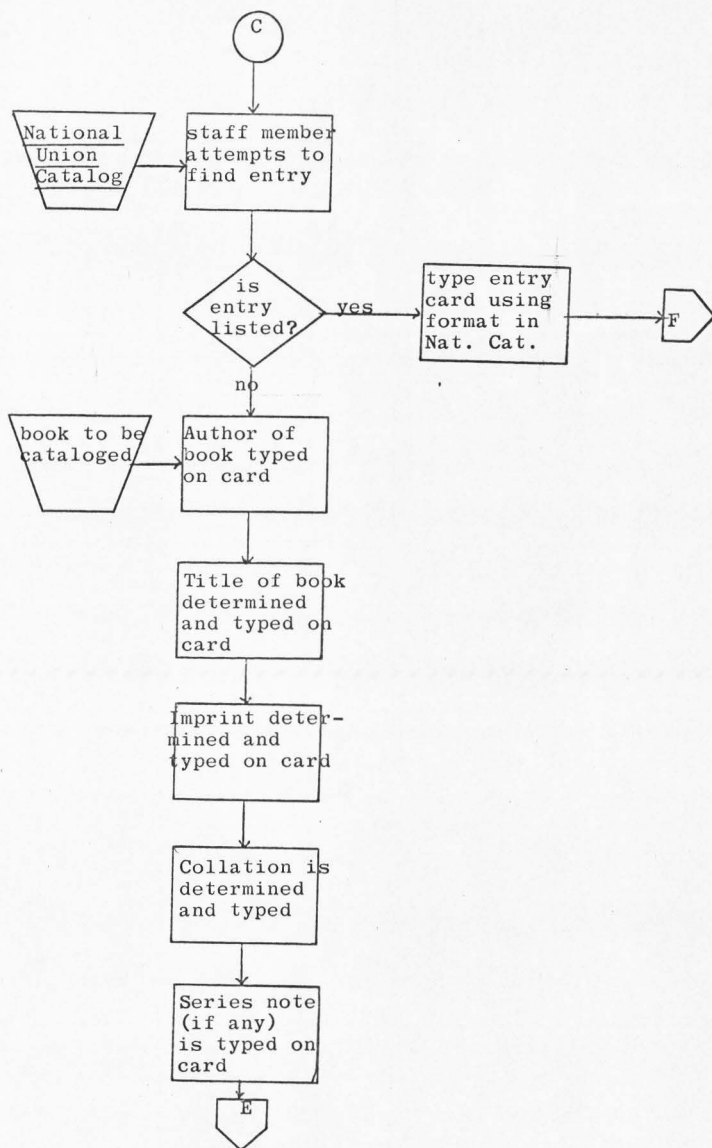 C
National
Union
Catalog
staff member
attempts to
find entry
is
entry
listed?
yes
type entry
card using
format in
Nat. Cat.
F
no
book to be
cataloged
Author of
book typed
on card
Title of book
determined
and typed on
card
Imprint deter-
mined and
typed on card
Collation is
determined
and typed
Series note
(if any)
is typed on
card
E